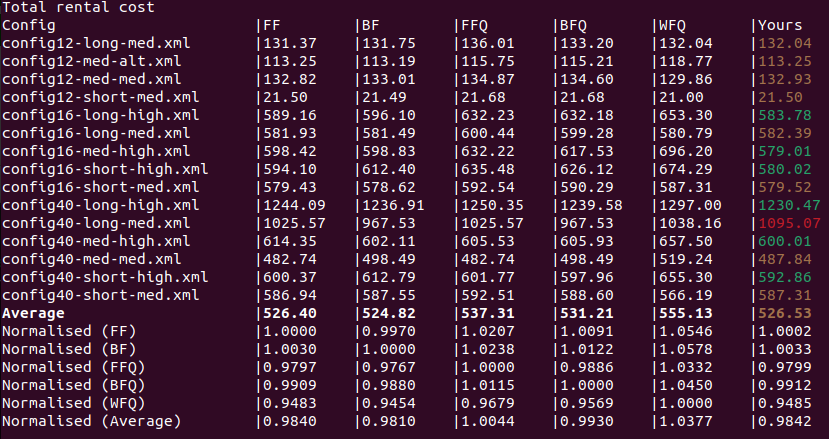 Total rental cost
Config |FF |BF |FFQ |BFQ |WFQ |Yours
config12-long-med.xml |131.37 |131.75 |136.01 |133.20 |132.04 |132.04
config12-med-alt.xml |113.25 |113.19 |115.75 |115.21 |118.77 |113.25
config12-med-med.xml |132.82 |133.01 |134.87 |134.60 |129.86 |132.93
config12-short-med.xml |21.50 |21.49 |21.68 |21.68 |21.00 |21.50
config16-long-high.xml |589.16 |596.10 |632.23 |632.18 |653.30 |583.78
config16-long-med.xml |581.93 |581.49 |600.44 |599.28 |580.79 |582.39
config16-med-high.xml |598.42 |598.83 |632.22 |617.53 |696.20 |579.01
config16-short-high.xml |594.10 |612.40 |635.48 |626.12 |674.29 |580.02
config16-short-med.xml |579.43 |578.62 |592.54 |590.29 |587.31 |579.52
config40-long-high.xml |1244.09 |1236.91 |1250.35 |1239.58 |1297.00 |1230.47
config40-long-med.xml |1025.57 |967.53 |1025.57 |967.53 |1038.16 |1095.07
config40-med-high.xml |614.35 |602.11 |605.53 |605.93 |657.50 |600.01
config40-med-med.xml |482.74 |498.49 |482.74 |498.49 |519.24 |487.84
config40-short-high.xml |600.37 |612.79 |601.77 |597.96 |655.30 |592.86
config40-short-med.xml |586.94 |587.55 |592.51 |588.60 |566.19 |587.31
Average |526.40 |524.82 |537.31 |531.21 |555.13 |526.53
Normalised (FF) |1.0000 |0.9970 |1.0207 |1.0091 |1.0546 |1.0002
Normalised (BF) |1.0030 |1.0000 |1.0238 |1.0122 |1.0578 |1.0033
Normalised (FFQ) |0.9797 |0.9767 |1.0000 |0.9886 |1.0332 |0.9799
Normalised (BFQ) |0.9909 |0.9880 |1.0115 |1.0000 |1.0450 |0.9912
Normalised (WFQ) |0.9483 |0.9454 |0.9679 |0.9569 |1.0000 |0.9485
Normalised (Average) |0.9840 |0.9810 |1.0044 |0.9930 |1.0377 |0.9842